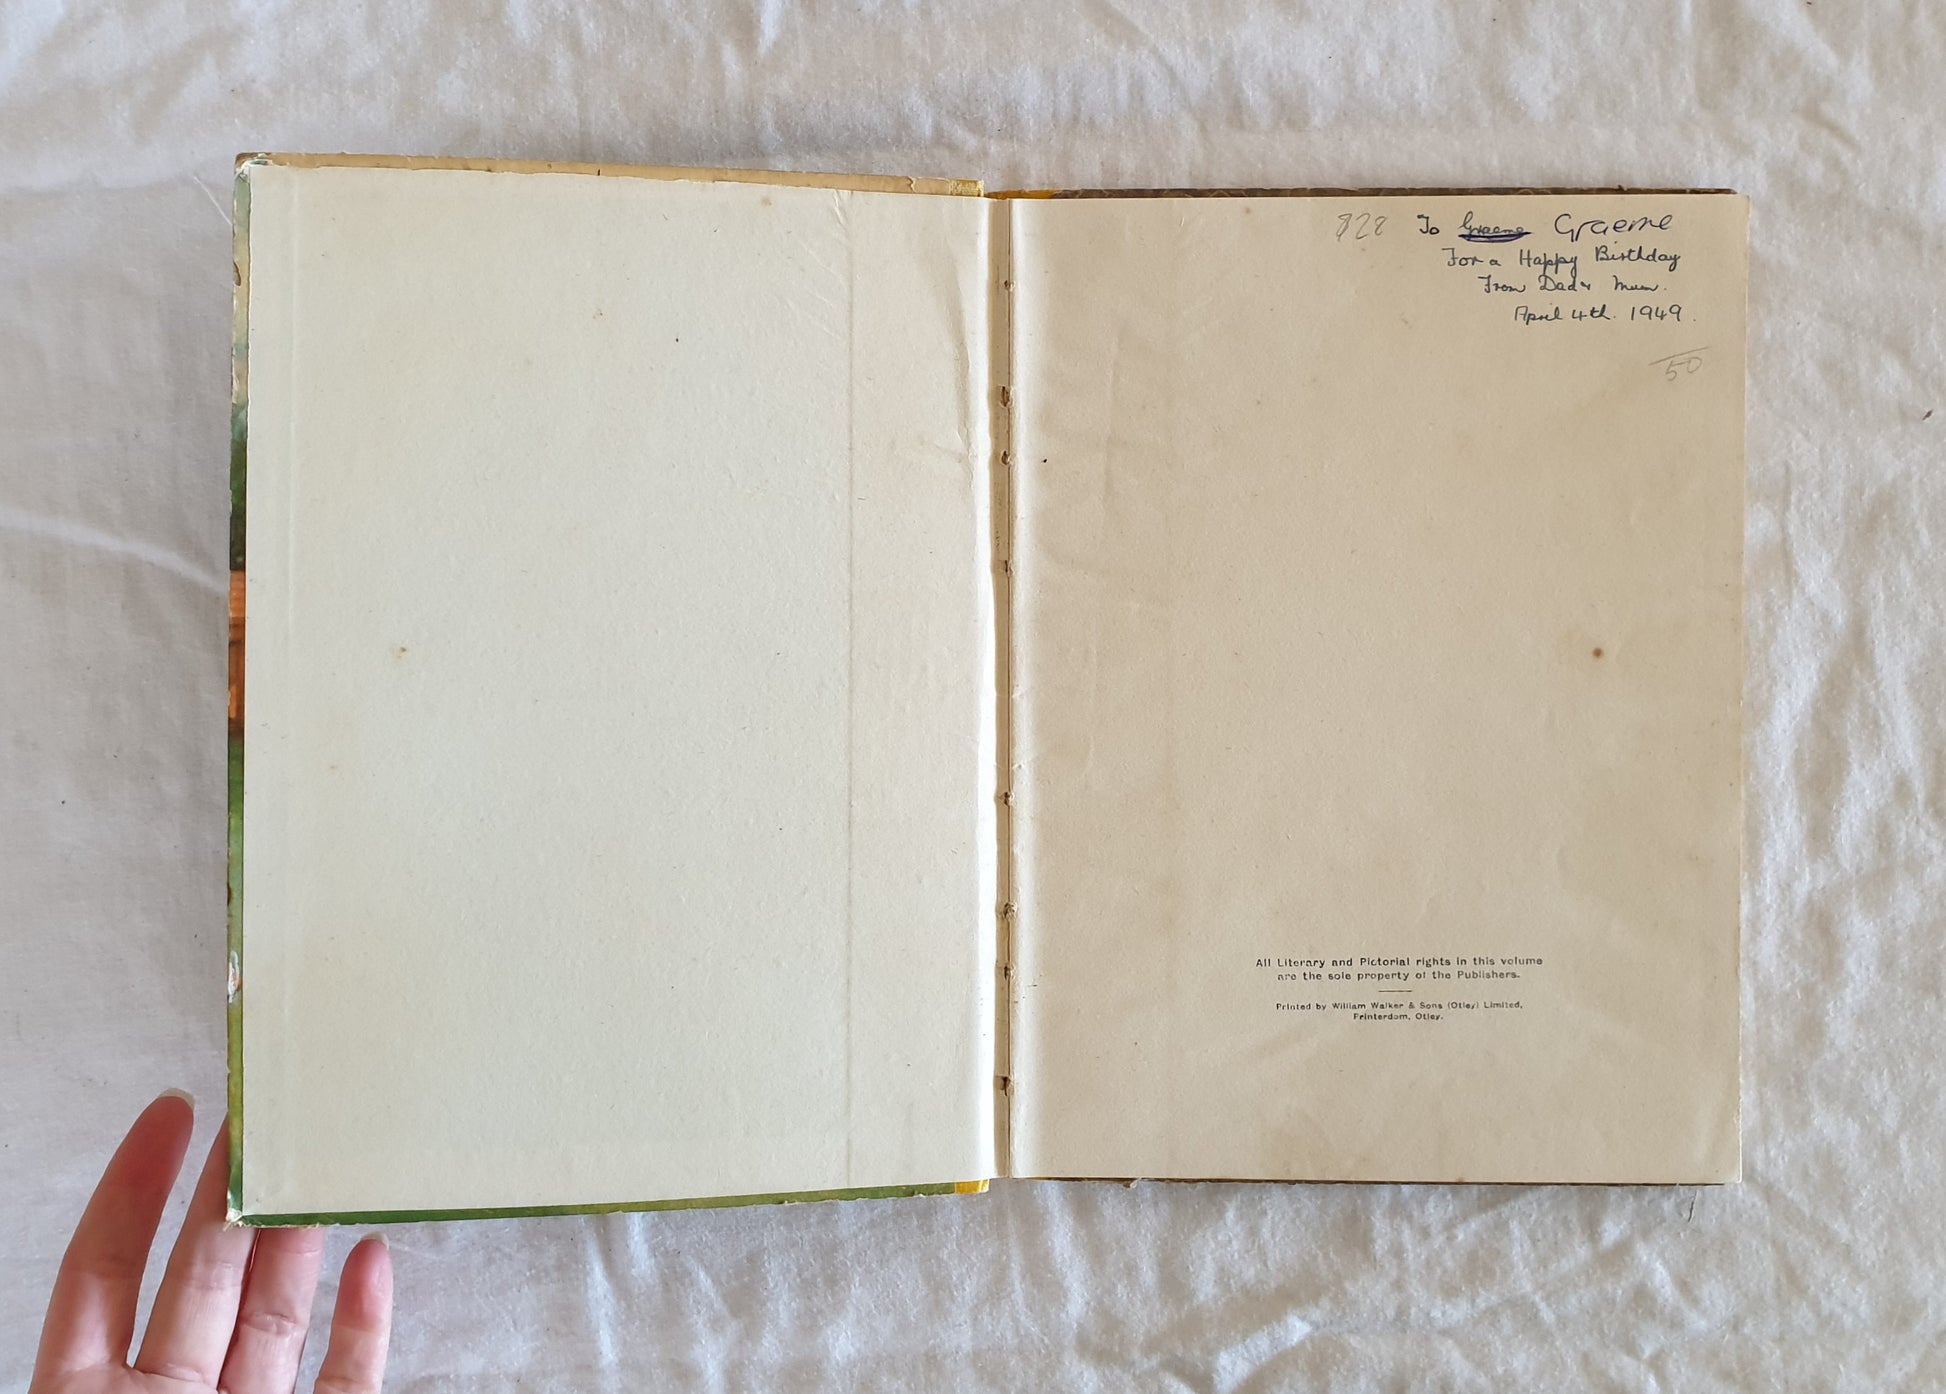 828 To Graeme Graeme
For a Happy Birthday
From Dad & Mum.
April 4th. 1949.
50
All Literary and Pictorial rights in this volume
are the sole property of the Publishers.
Printed by William Walker & Sons (Otley) Limited,
Printerdom, Otley.